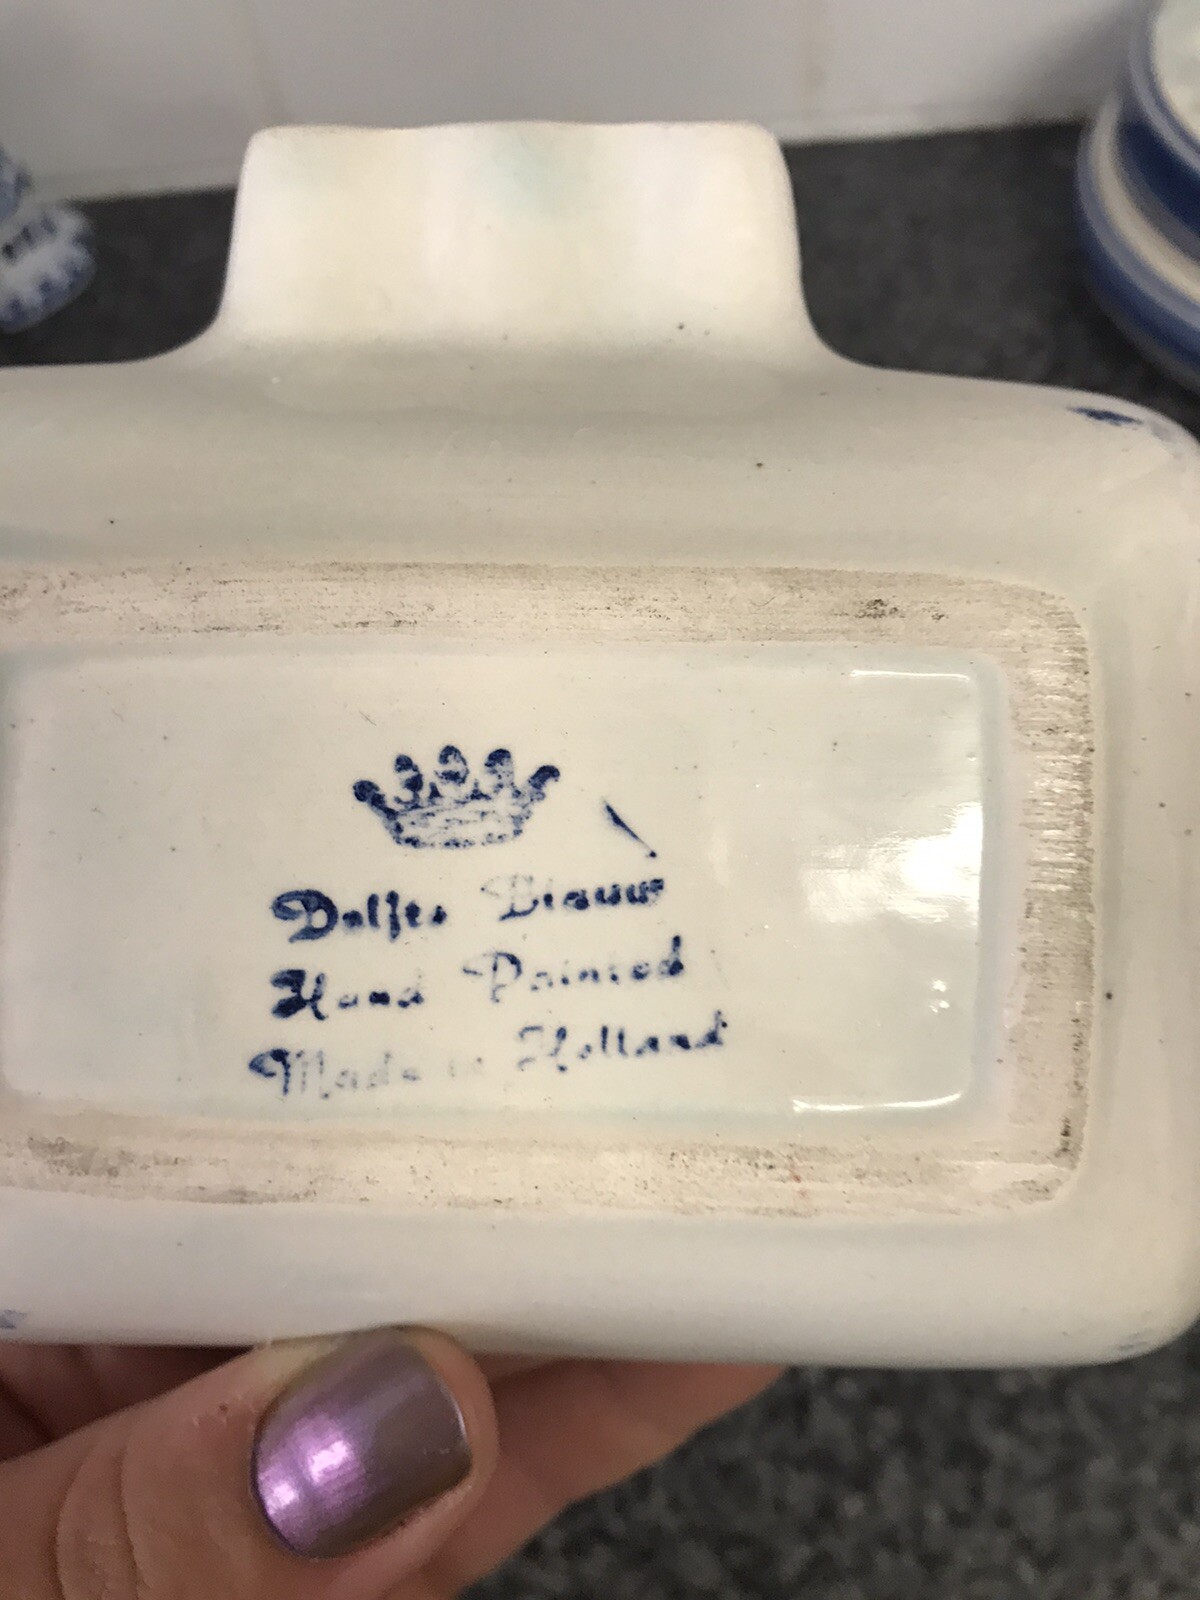 Delfts Blauw
Hand Painted
Made in Holland